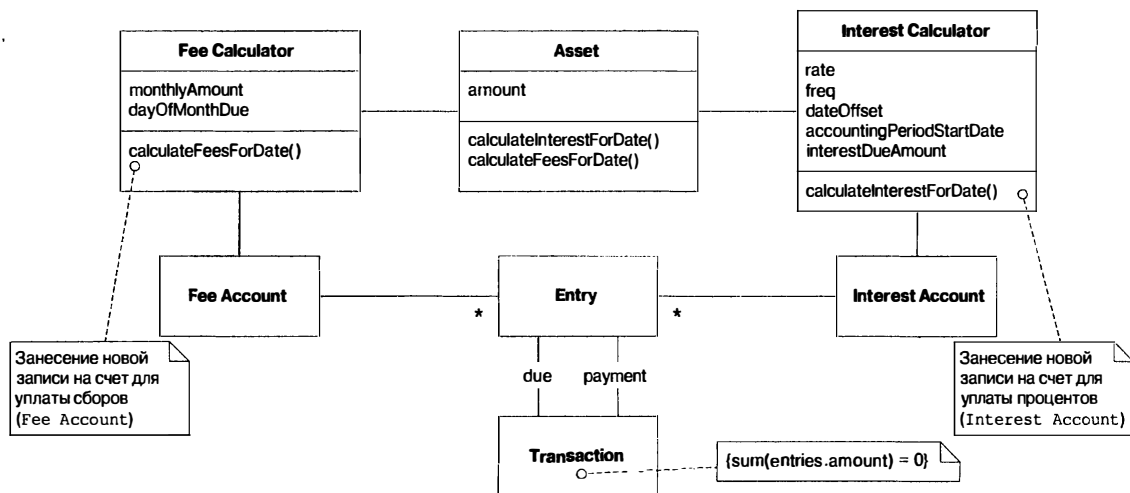 Fee Calculator
monthlyAmount
dayOfMonthDue
calculateFeesForDate()
Asset
amount
calculateInterestForDate()
calculateFeesForDate()
Interest Calculator
rate
freq
dateOffset
accountingPeriodStartDate
interestDueAmount
calculateInterestForDate()
Fee Account
*
Entry
*
Interest Account
Занесение новой
записи на счет для
уплаты сборов
(Fee Account)
due
payment
Занесение новой
записи на счет для
уплаты процентов
(Interest Account)
Transaction
{sum(entries.amount) = 0}